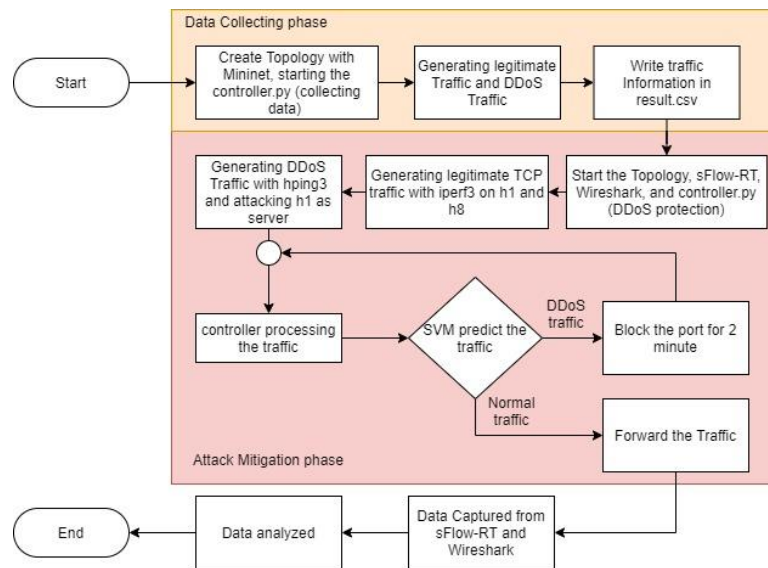 Data Collecting phase
Start
Create Topology with
Mininet, starting the
controller.py (collecting
data)
Generating legitimate
Traffic and DDoS
Traffic
Write traffic
Information in
result.csv
Generating DDoS
Traffic with hping3
and attacking h1 as
server
Generating legitimate TCP
traffic with iperf3 on h1 and
h8
Start the Topology, sFlow-RT,
Wireshark, and controller.py
(DDoS protection)
controller processing
the traffic
SVM predict the
traffic
DDoS
traffic
Block the port for 2
minute
Normal
traffic
Forward the Traffic
Attack Mitigation phase
End
Data analyzed
Data Captured from
sFlow-RT and
Wireshark